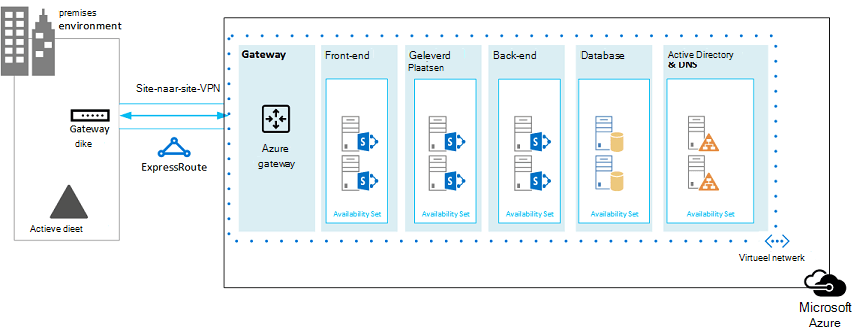 premises
environment
Site-naar-site-VPN
Gateway
dike
ExpressRoute
Actieve dieet
Gateway
Azure
gateway
Front-end
Availability Set
Geleverd
Plaatsen
Availability Set
Back-end
Availability Set
Database
Availability Set
Active Directory
& DNS
Availability Set
Virtueel netwerk
Microsoft
Azure